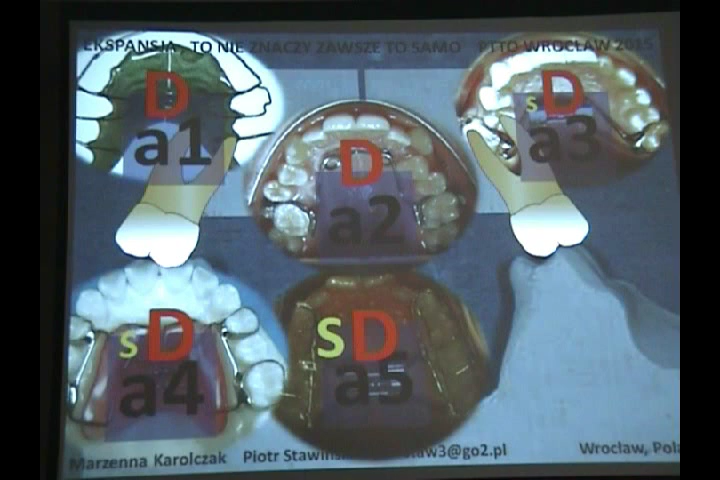 EKSPANSJA - TO NIE ZNACZY ZAWSZE TO SAMO PTTO WROCŁAW 2015
D
a1
D
a2
s D
a3
s D
a4
s D
a5
Marzenna Karolczak Piotr
Wrocław,